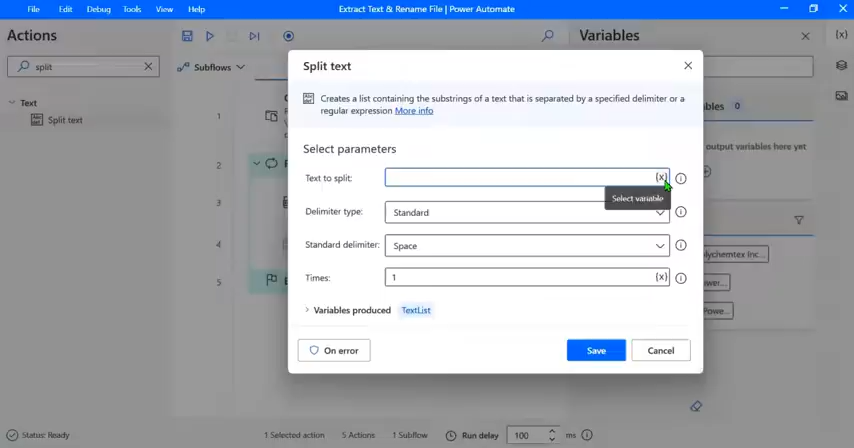 File Edit Debug Tools View Help Extract Text & Rename File | Power Automate
Actions
split
Text
Split text
Subflows
1
2
3
4
5
Split text
Creates a list containing the substrings of a text that is separated by a specified delimiter or a
regular expression More info
Select parameters
Text to split: {x}
Select variable
Delimiter type: Standard
Standard delimiter: Space
Times: 1 {x}
Variables produced TextList
On error Save Cancel
Variables {x}
0
output variables here yet
lychemtex Inc...
wer...
Powe...
Status: Ready 1 Selected action 5 Actions 1 Subflow Run delay 100 ms